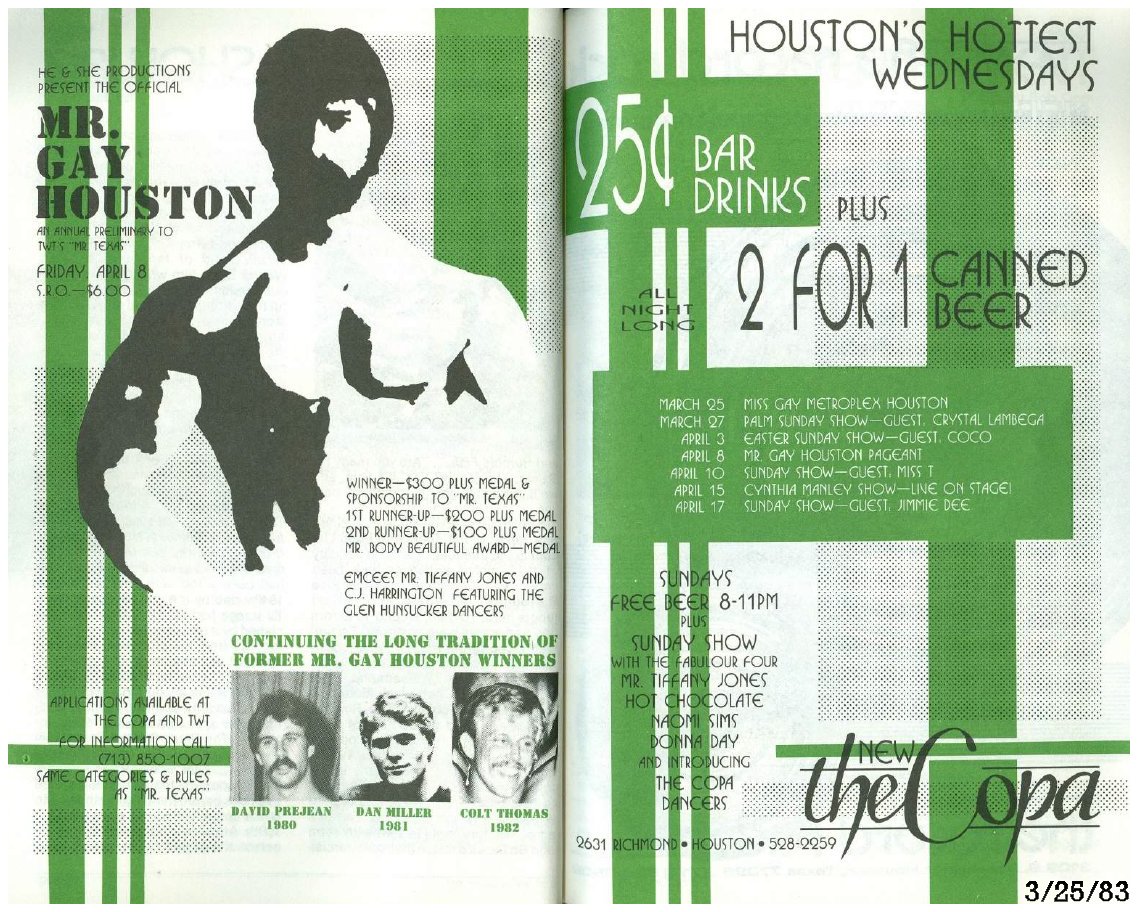 HE & SHE PRODUCTIONS
PRESENT THE OFFICIAL
MR.
GAY
HOUSTON
AN ANNUAL PRELIMINARY TO
TWT'S "MR. TEXAS"
FRIDAY, APRIL 8
S.R.O.—$6.00
WINNER—$300 PLUS MEDAL &
SPONSORSHIP TO "MR. TEXAS"
1ST RUNNER-UP—$200 PLUS MEDAL
2ND RUNNER-UP—$100 PLUS MEDAL
MR. BODY BEAUTIFUL AWARD—MEDAL
EMCEES MR. TIFFANY JONES AND
C.J. HARRINGTON FEATURING THE
GLEN HUNSUCKER DANCERS
CONTINUING THE LONG TRADITION OF
FORMER MR. GAY HOUSTON WINNERS
APPLICATIONS AVAILABLE AT
THE COPA AND TWT
FOR INFORMATION CALL
(713) 850-1007
SAME CATEGORIES & RULES
AS "MR. TEXAS"
DAVID PREJEAN
1980
DAN MILLER
1981
COLT THOMAS
1982
HOUSTON'S HOTTEST
WEDNESDAYS
25¢ BAR
DRINKS
PLUS
ALL
NIGHT
LONG
2 FOR 1 CANNED
BEER
MARCH 25 MISS GAY METROPLEX HOUSTON
MARCH 27 PALM SUNDAY SHOW—GUEST, CRYSTAL LAMBEGA
APRIL 3 EASTER SUNDAY SHOW—GUEST, COCO
APRIL 8 MR. GAY HOUSTON PAGEANT
APRIL 10 SUNDAY SHOW—GUEST, MISS T
APRIL 15 CYNTHIA MANLEY SHOW—LIVE ON STAGE!
APRIL 17 SUNDAY SHOW—GUEST, JIMMIE DEE
SUNDAYS
FREE BEER 8-11PM
PLUS
SUNDAY SHOW
WITH THE FABULOUR FOUR
MR. TIFFANY JONES
HOT CHOCOLATE
NAOMI SIMS
DONNA DAY
AND INTRODUCING
THE COPA
DANCERS
NEW
the Copa
2631 RICHMOND • HOUSTON • 528-2259
3/25/83